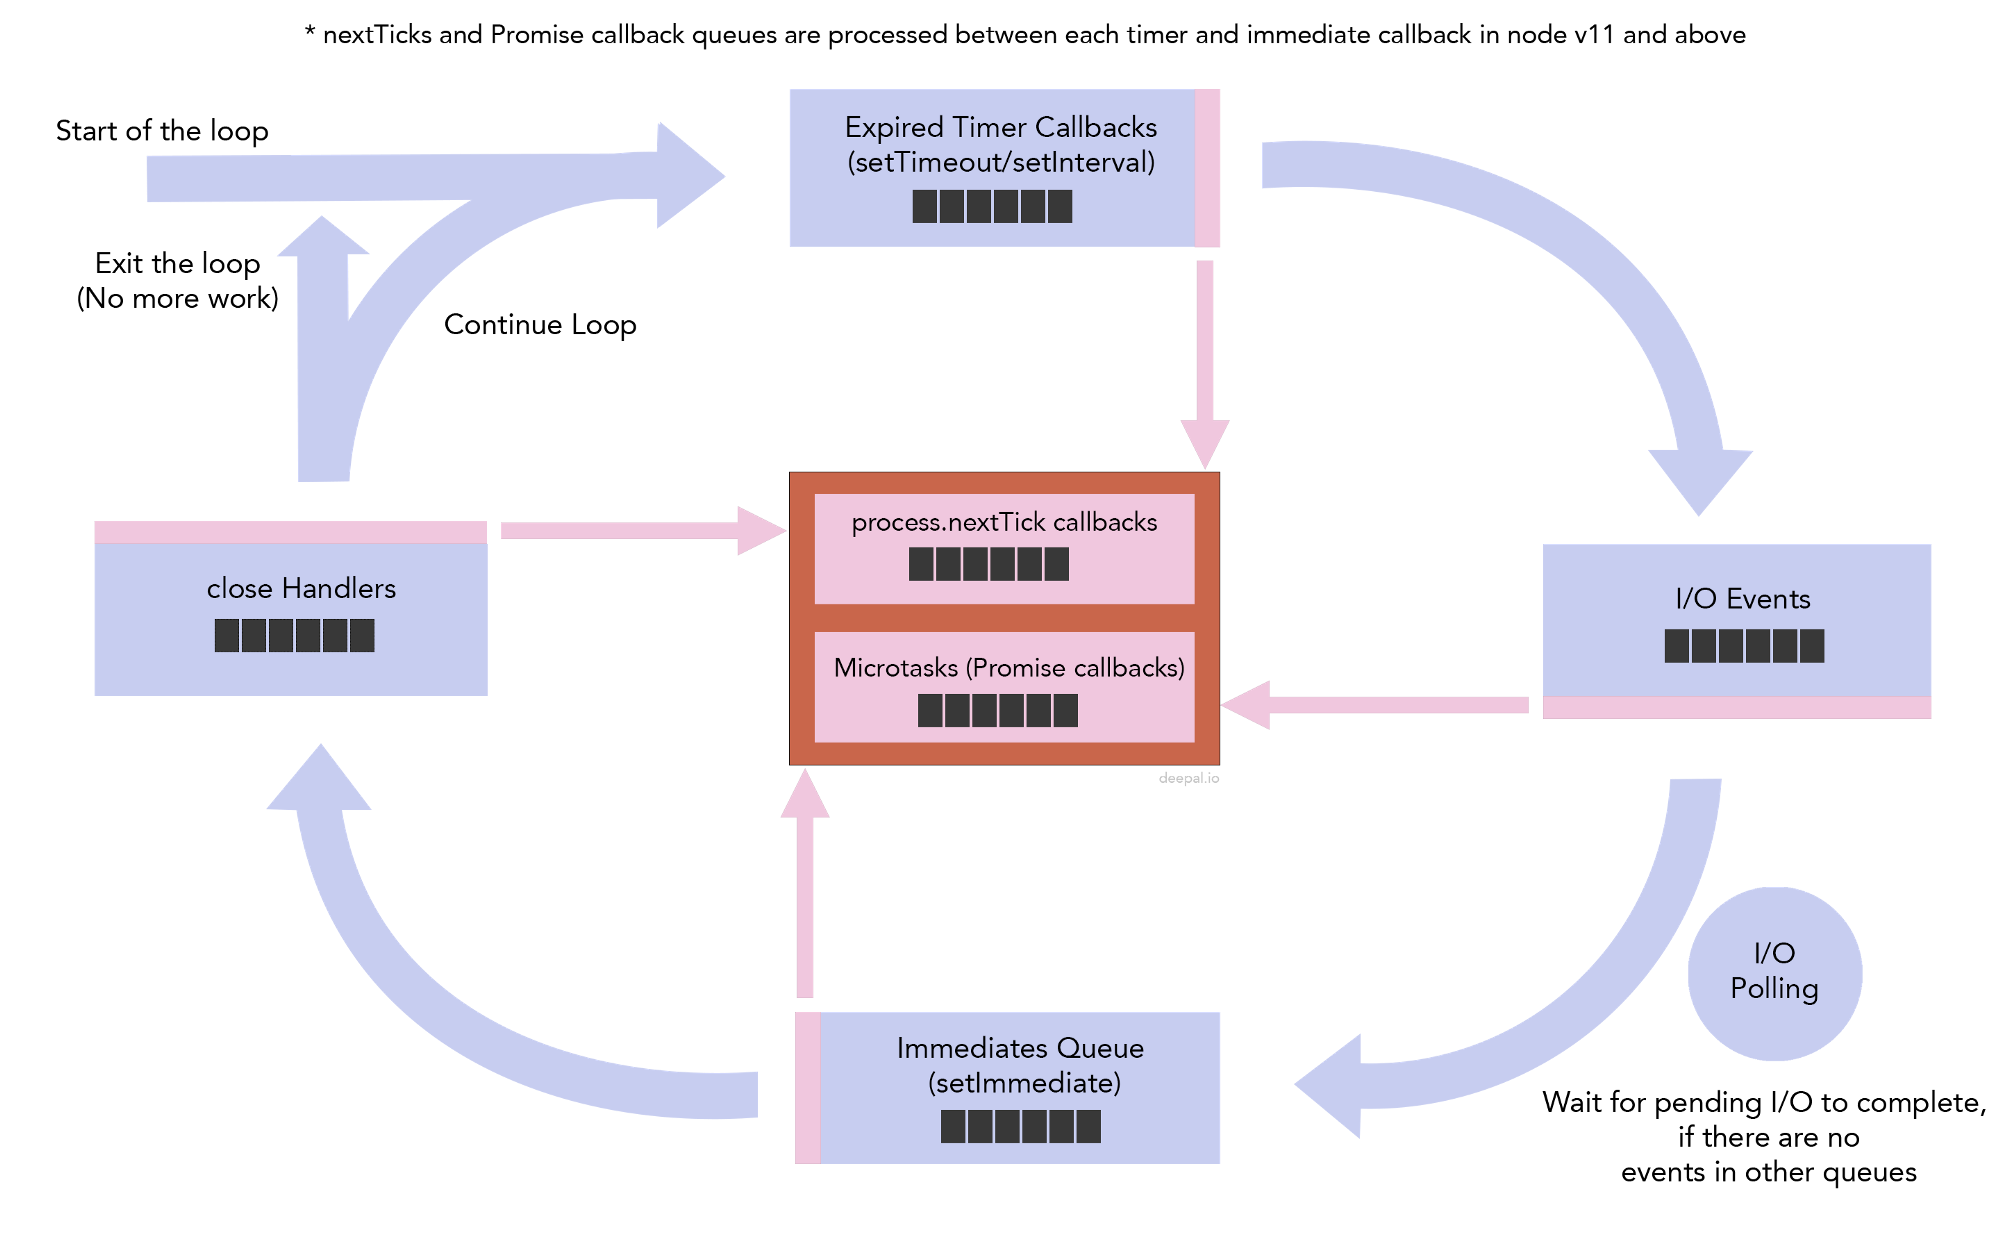 * nextTicks and Promise callback queues are processed between each timer and immediate callback in node v11 and above
Start of the loop
Expired Timer Callbacks
(setTimeout/setInterval)
Exit the loop
(No more work)
Continue Loop
process.nextTick callbacks
close Handlers
I/O Events
Microtasks (Promise callbacks)
deepal.io
I/O
Polling
Immediates Queue
(setImmediate)
Wait for pending I/O to complete,
if there are no
events in other queues